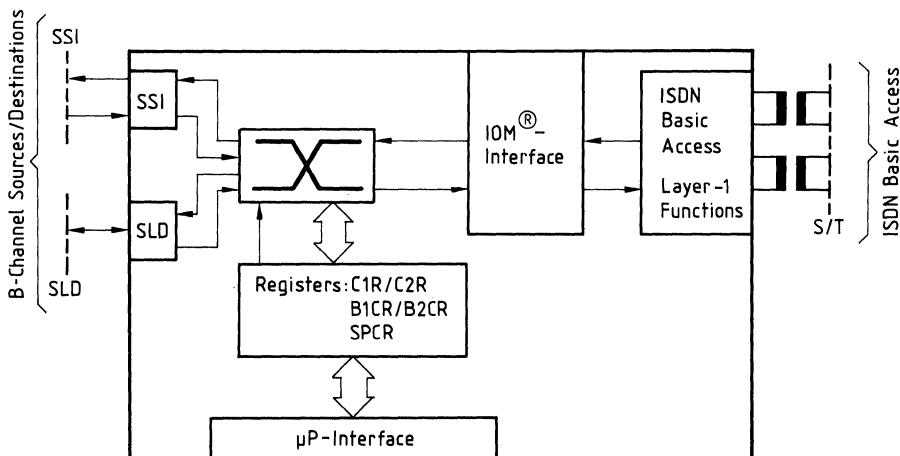 B-Channel Sources/Destinations
SSI
SSI
SLD
SLD
IOM®-
Interface
ISDN
Basic
Access
Layer-1
Functions
S/T
ISDN Basic Access
Registers: C1R/C2R
B1CR/B2CR
SPCR
µP-Interface